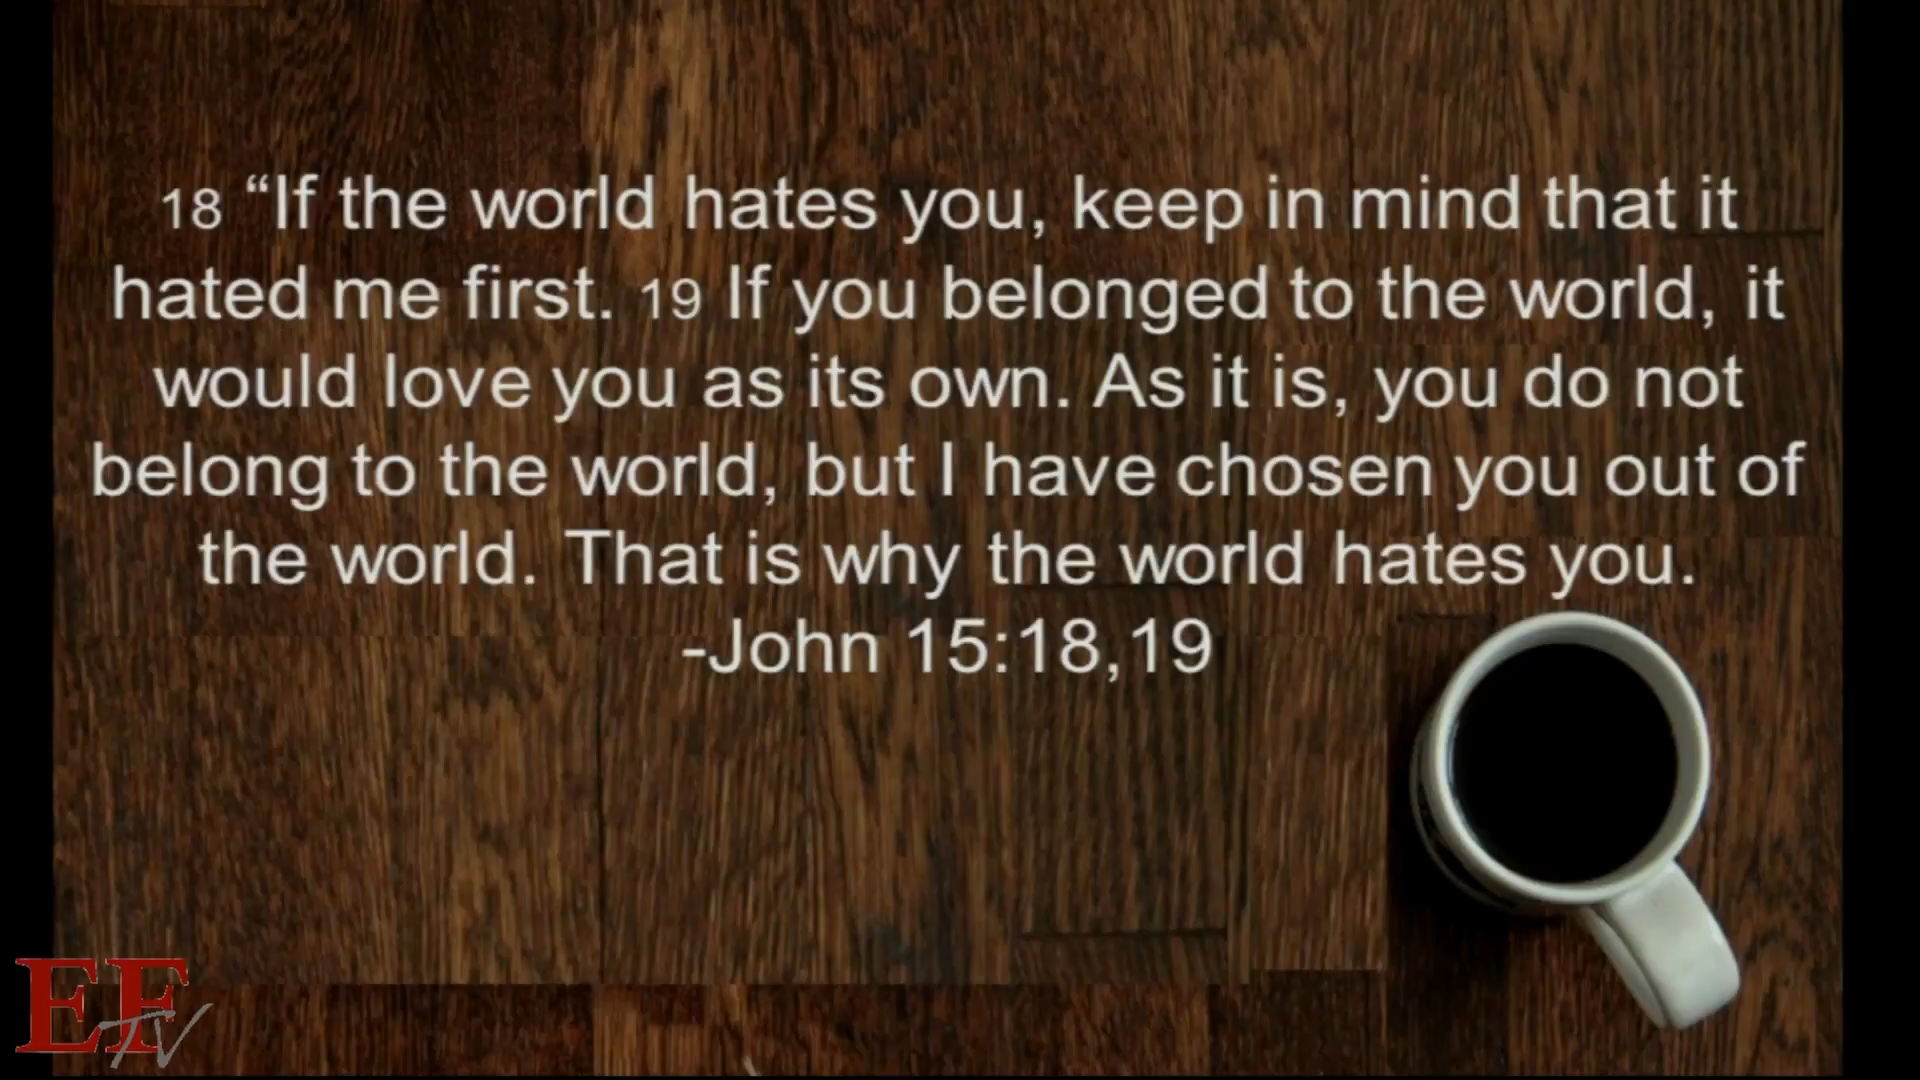 18 “If the world hates you, keep in mind that it
hated me first. 19 If you belonged to the world, it
would love you as its own. As it is, you do not
belong to the world, but I have chosen you out of
the world. That is why the world hates you.
-John 15:18,19
EF
TV